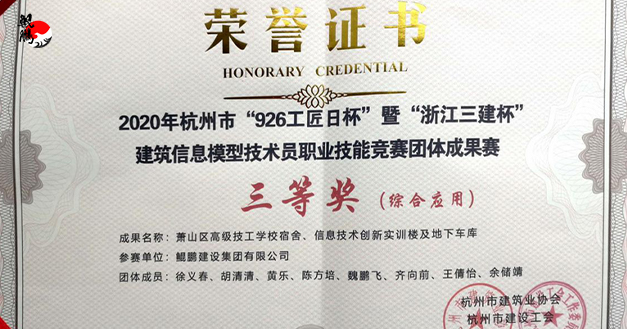 鲲鹏
荣誉证书
HONORARY CREDENTIAL
2020年杭州市“926工匠日杯”暨“浙江三建杯”
建筑信息模型技术员职业技能竞赛团体成果赛
三等奖（综合应用）
成果名称：萧山区高级技工学校宿舍、信息技术创新实训楼及地下车库
参赛单位：鲲鹏建设集团有限公司
团体成员：徐义春、胡清清、黄乐、陈方培、魏鹏飞、齐向前、王倩怡、余储靖
杭州市建筑业协会
杭州市建设工会